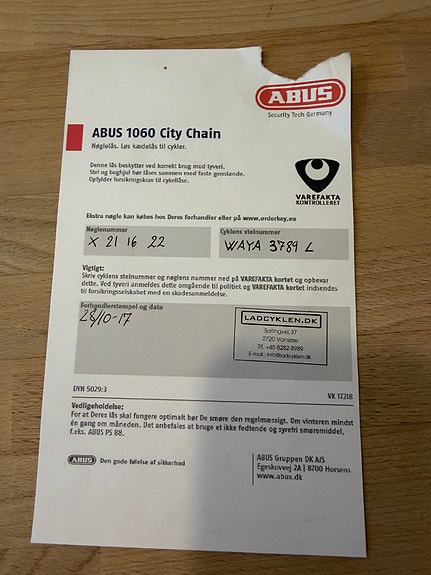 ABUS
Security Tech Germany
ABUS 1060 City Chain
Nøglelås. Løs kædelås til cykler.
Denne lås beskytter ved korrekt brug mod tyveri.
Stel og baghjul bør låses sammen med faste genstande.
Opfylder forsikringskrav til cykellåse.
VAREFAKTA
KONTROLLERET
Ekstra nøgle kan købes hos Deres forhandler eller på www.orderkey.eu
Nøglenummer
X 21 16 22
Cyklens stelnummer
WAYA 3789 L
Vigtigt:
Skriv cyklens stelnummer og nøglens nummer ned på VAREFAKTA kortet og opbevar
dette. Ved tyveri anmeldes dette omgående til politiet og VAREFAKTA kortet indsendes
til forsikringsselskabet med en skadesanmeldelse.
Forhandlerstempel og dato
28/10-17
LADCYKLEN.DK
Sallingvej 37
2720 Vanløse
Tlf. +45 8282 8989
E-mail: info@ladcyklen.dk
DVN 5029:3
VK 17218
Vedligeholdelse:
For at Deres lås skal fungere optimalt bør De smøre den regelmæssigt. Om vinteren mindst
én gang om måneden. Det anbefales at bruge et ikke fedtende og syrefri smøremiddel,
f.eks. ABUS PS 88.
ABUS Den gode følelse af sikkerhed
ABUS Gruppen DK A/S
Egeskovvej 2A | 8700 Horsens
www.abus.dk